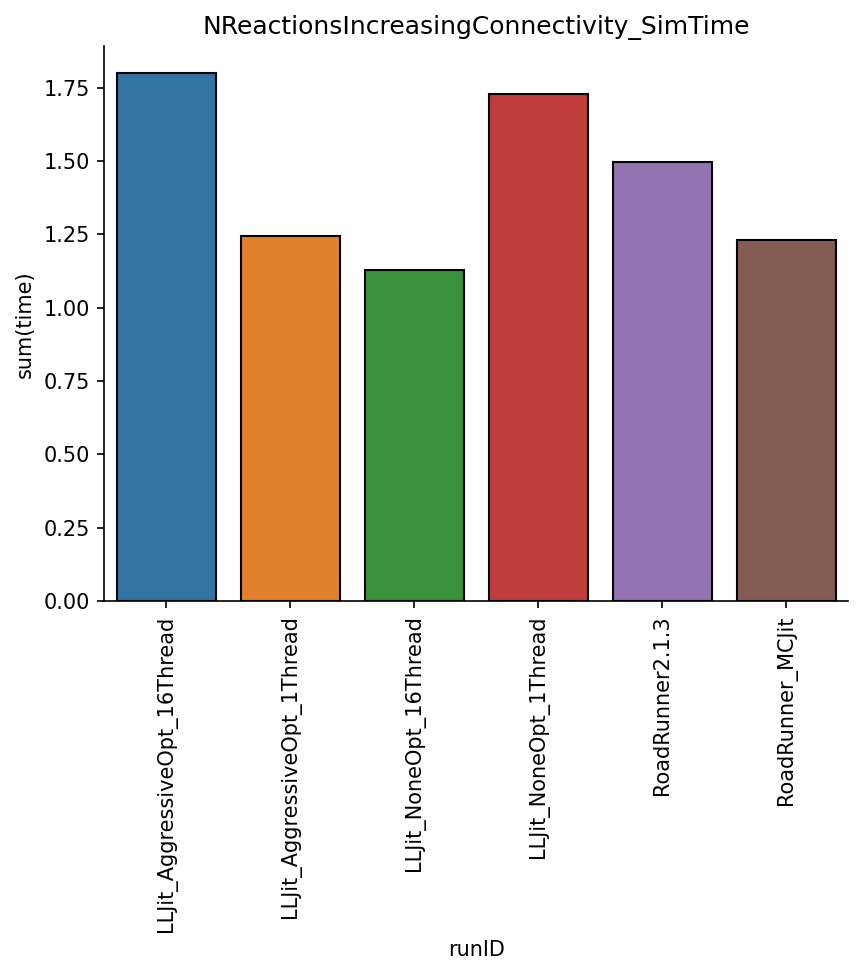 NReactionsIncreasingConnectivity_SimTime
sum(time)
1.75
1.50
1.25
1.00
0.75
0.50
0.25
0.00
LLJit_AggressiveOpt_16Thread
LLJit_AggressiveOpt_1Thread
LLJit_NoneOpt_16Thread
LLJit_NoneOpt_1Thread
RoadRunner2.1.3
RoadRunner_MCJit
runID